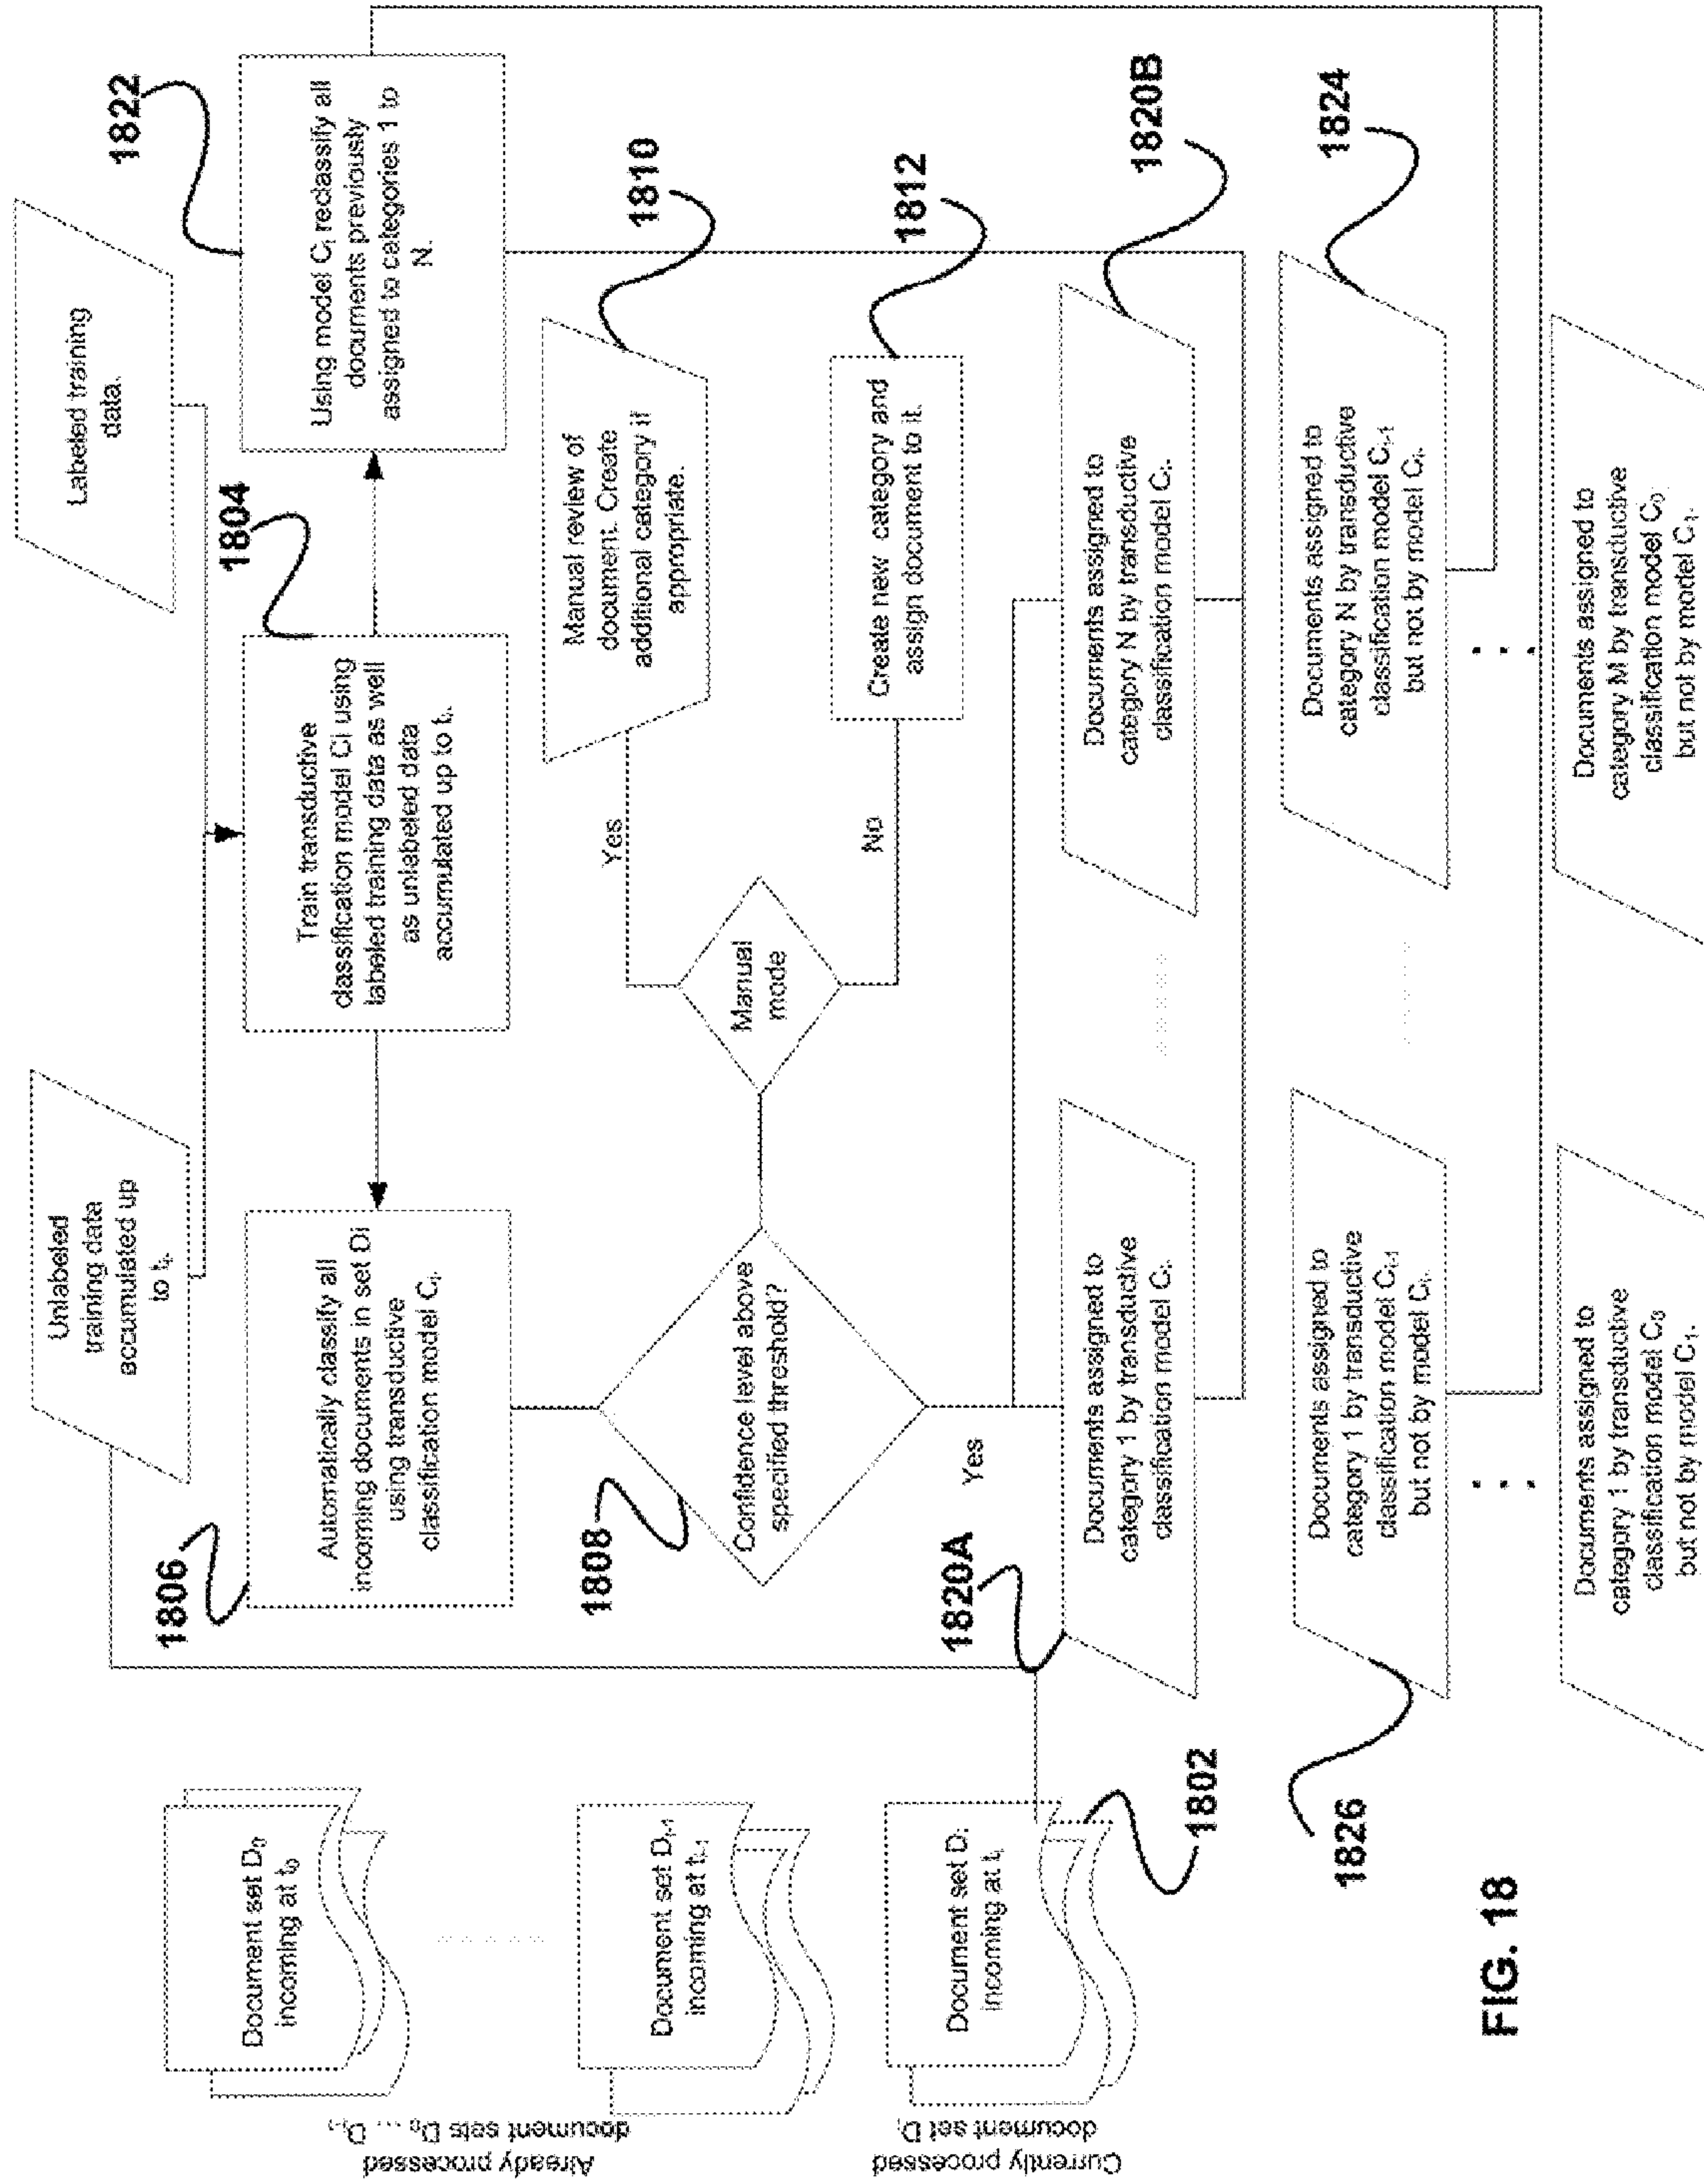 Labeled training
data.
Unlabeled
training data
accumulated up
to tᵢ.
1804
1822
Train transductive
classification model Ci using
labeled training data as well
as unlabeled data
accumulated up to tᵢ.
Using model Cᵢ reclassify all
documents previously
assigned to categories 1 to
N.
1806
Automatically classify all
incoming documents in set Di
using transductive
classification model Cᵢ.
1808
Confidence level above
specified threshold?
Yes
Manual
mode
Yes
Manual review of
document. Create
additional category if
appropriate.
1810
No
Create new category and
assign document to it.
1812
1820A
Documents assigned to
category 1 by transductive
classification model Cᵢ.
Documents assigned to
category N by transductive
classification model Cᵢ.
1820B
Documents assigned to
category 1 by transductive
classification model Cᵢ₋₁
but not by model Cᵢ.
1826
Documents assigned to
category N by transductive
classification model Cᵢ₋₁
but not by model Cᵢ.
1824
Documents assigned to
category 1 by transductive
classification model C₀
but not by model C₁.
Documents assigned to
category M by transductive
classification model C₀
but not by model C₁.
Document set D₀
incoming at t₀
Document set Dᵢ₋₁
incoming at tᵢ₋₁
Document set Dᵢ
incoming at tᵢ
1802
Already processed
document sets D₀ ... Dᵢ₋₁
Currently processed
document set Dᵢ
FIG. 18